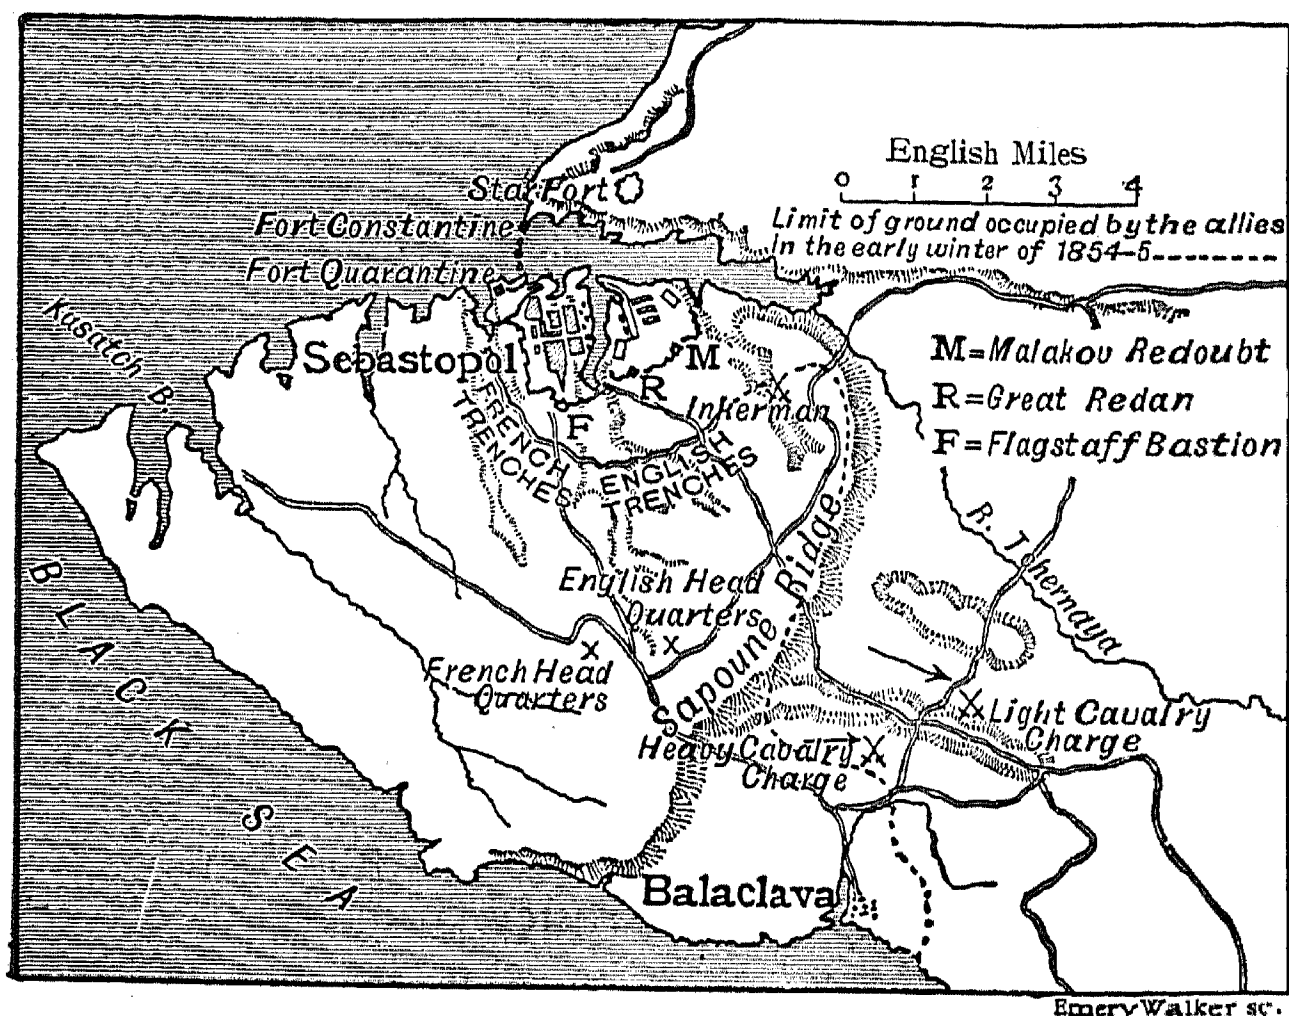 English Miles
0 1 2 3 4
Limit of ground occupied by the allies
in the early winter of 1854-5
Star Fort
Fort Constantine
Fort Quarantine
Kusatch B.
Sebastopol
M
R
F
Inkerman
M=Malakov Redoubt
R=Great Redan
F=Flagstaff Bastion
FRENCH
TRENCHES
ENGLISH
TRENCHES
R. Tchernaya
English Head
Quarters
French Head
Quarters
Sapoune Ridge
Light Cavalry
Charge
Heavy Cavalry
Charge
BLACK SEA
Balaclava
Emery Walker sc.